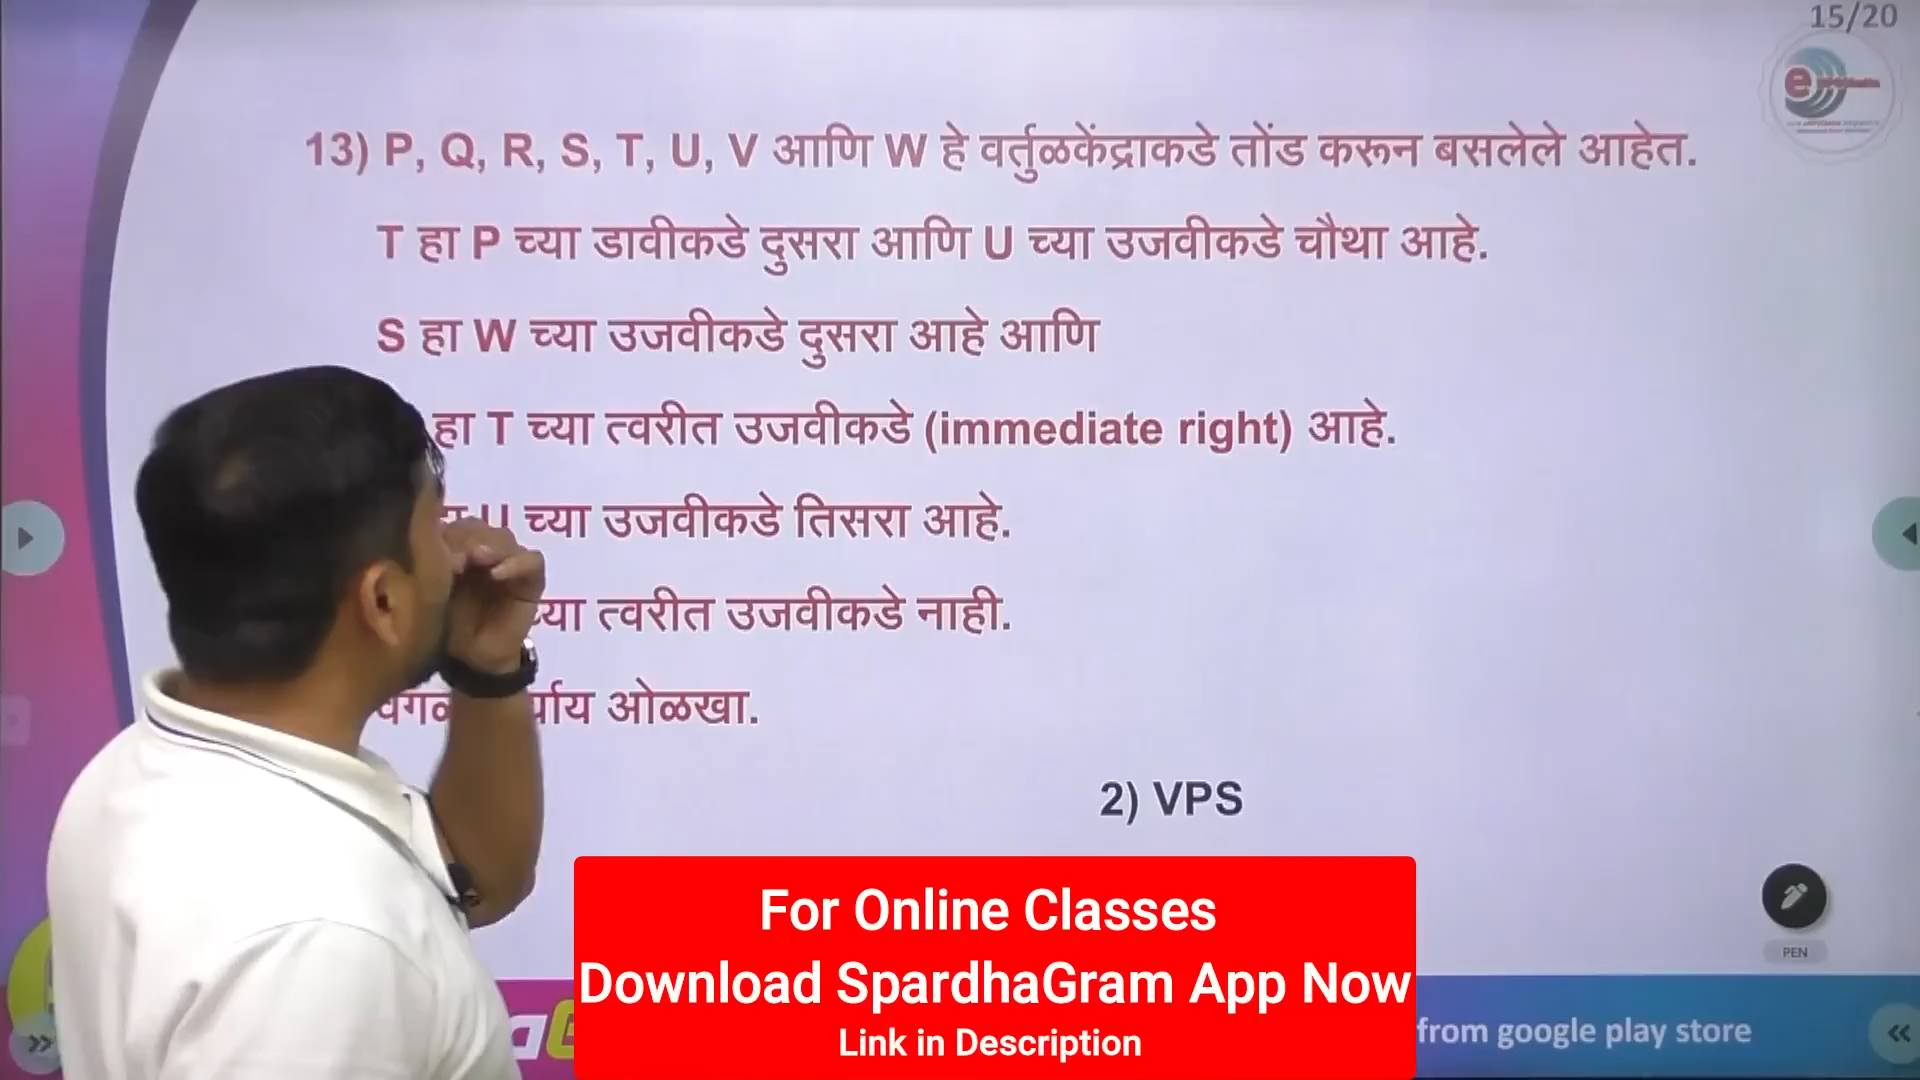 15/20
13) P, Q, R, S, T, U, V आणि W हे वर्तुळकेंद्राकडे तोंड करून बसलेले आहेत.
T हा P च्या डावीकडे दुसरा आणि U च्या उजवीकडे चौथा आहे.
S हा W च्या उजवीकडे दुसरा आहे आणि
हा T च्या त्वरीत उजवीकडे (immediate right) आहे.
U च्या उजवीकडे तिसरा आहे.
च्या त्वरीत उजवीकडे नाही.
ओळखा.
2) VPS
PEN
For Online Classes
Download SpardhaGram App Now
Link in Description
from google play store